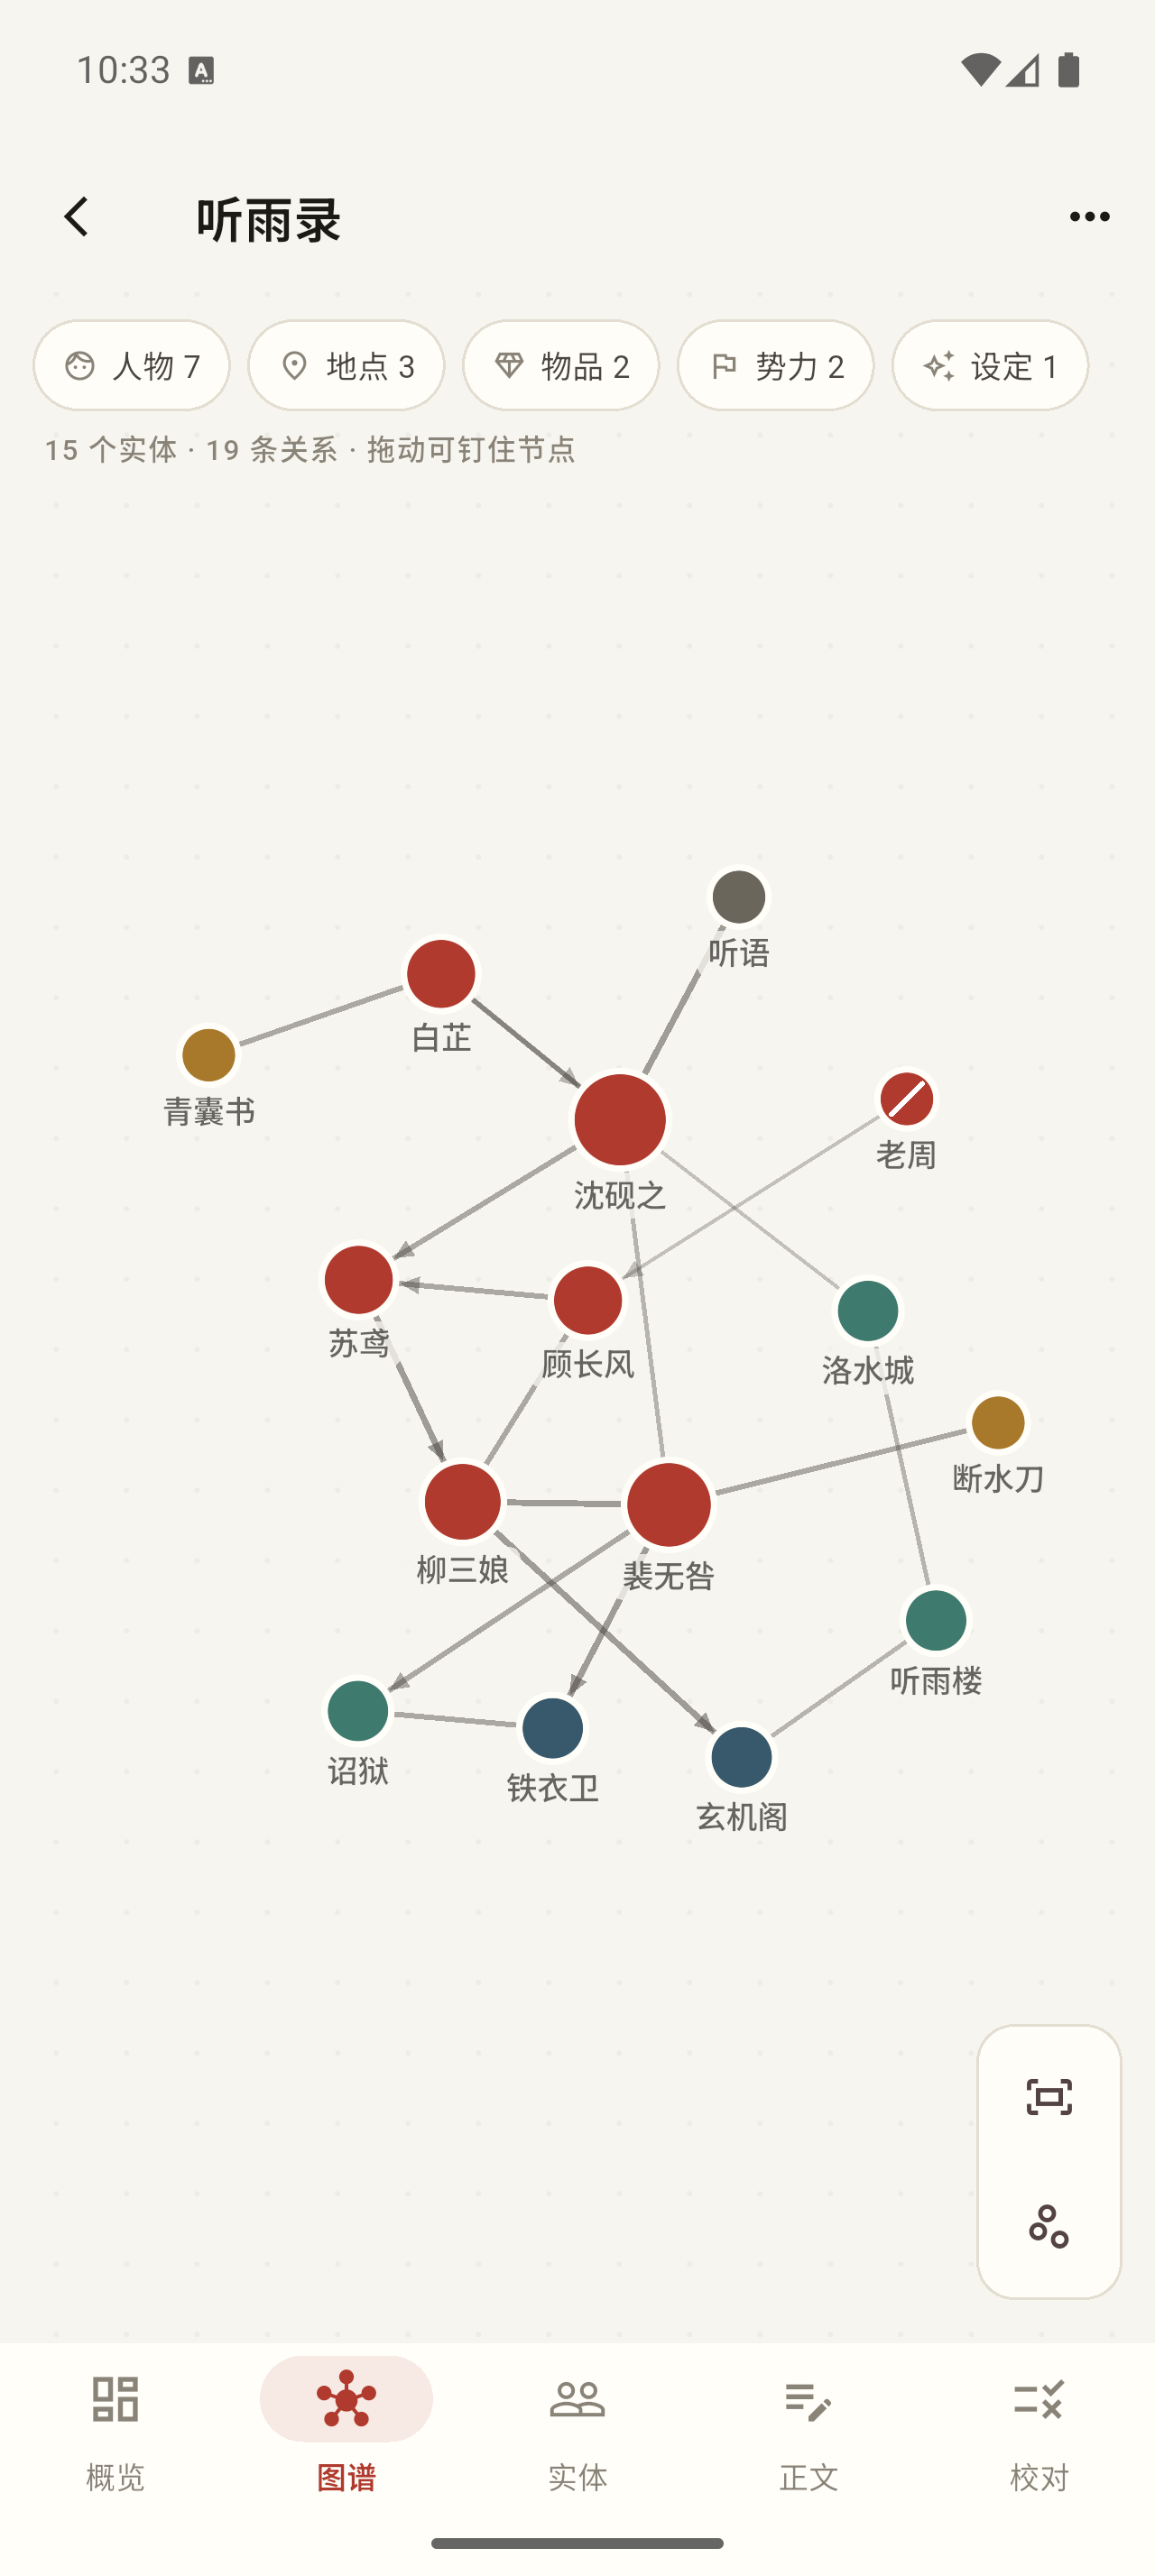 10:33
听雨录
人物 7
地点 3
物品 2
势力 2
设定 1
15 个实体 · 19 条关系 · 拖动可钉住节点
听语
白芷
青囊书
老周
沈砚之
苏鸢
顾长风
洛水城
断水刀
柳三娘
裴无咎
听雨楼
诏狱
铁衣卫
玄机阁
概览
图谱
实体
正文
校对